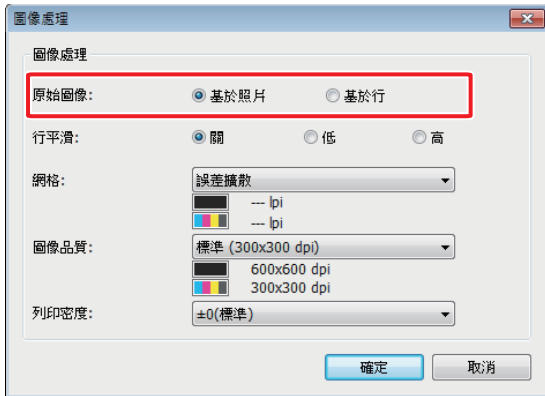 圖像處理
圖像處理
原始圖像: 基於照片 基於行
行平滑: 關 低 高
網格: 誤差擴散
--- lpi
--- lpi
圖像品質: 標準 (300x300 dpi)
600x600 dpi
300x300 dpi
列印密度: ±0(標準)
確定 取消